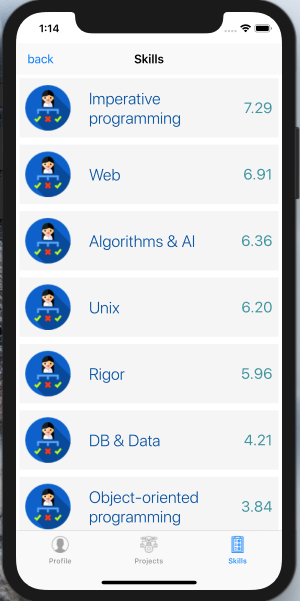 1:14
back Skills
Imperative
programming 7.29
Web 6.91
Algorithms & AI 6.36
Unix 6.20
Rigor 5.96
DB & Data 4.21
Object-oriented
programming 3.84
Profile Projects Skills